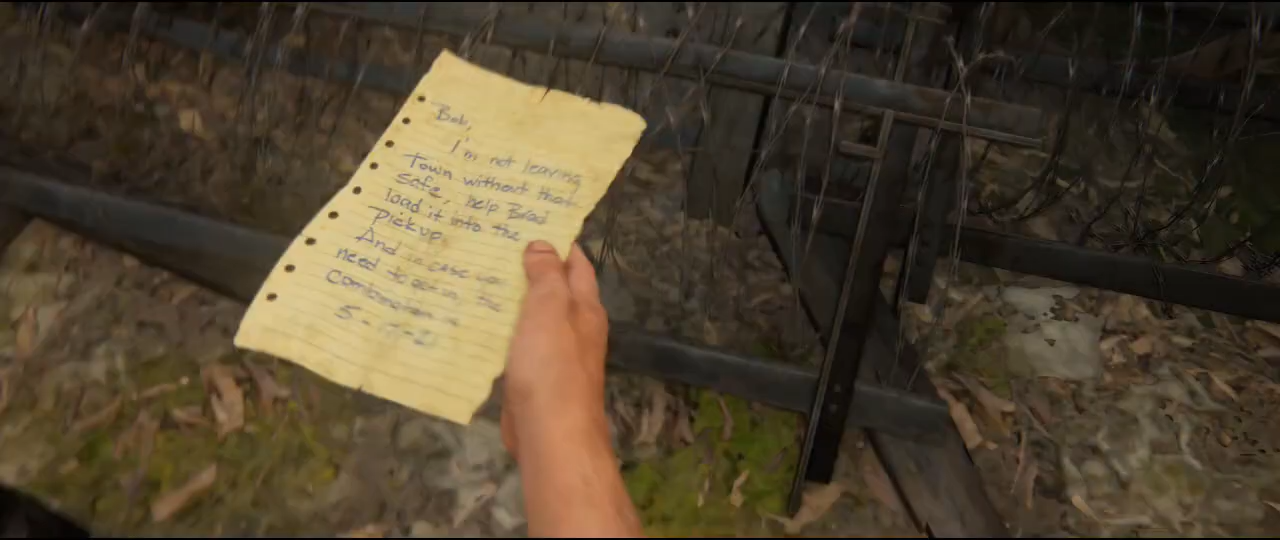 Bob,
I'm not leaving
Town without that
safe, help Brad
load it into the
Pickup.
And in case you
need to get in, the
Combination is
5-